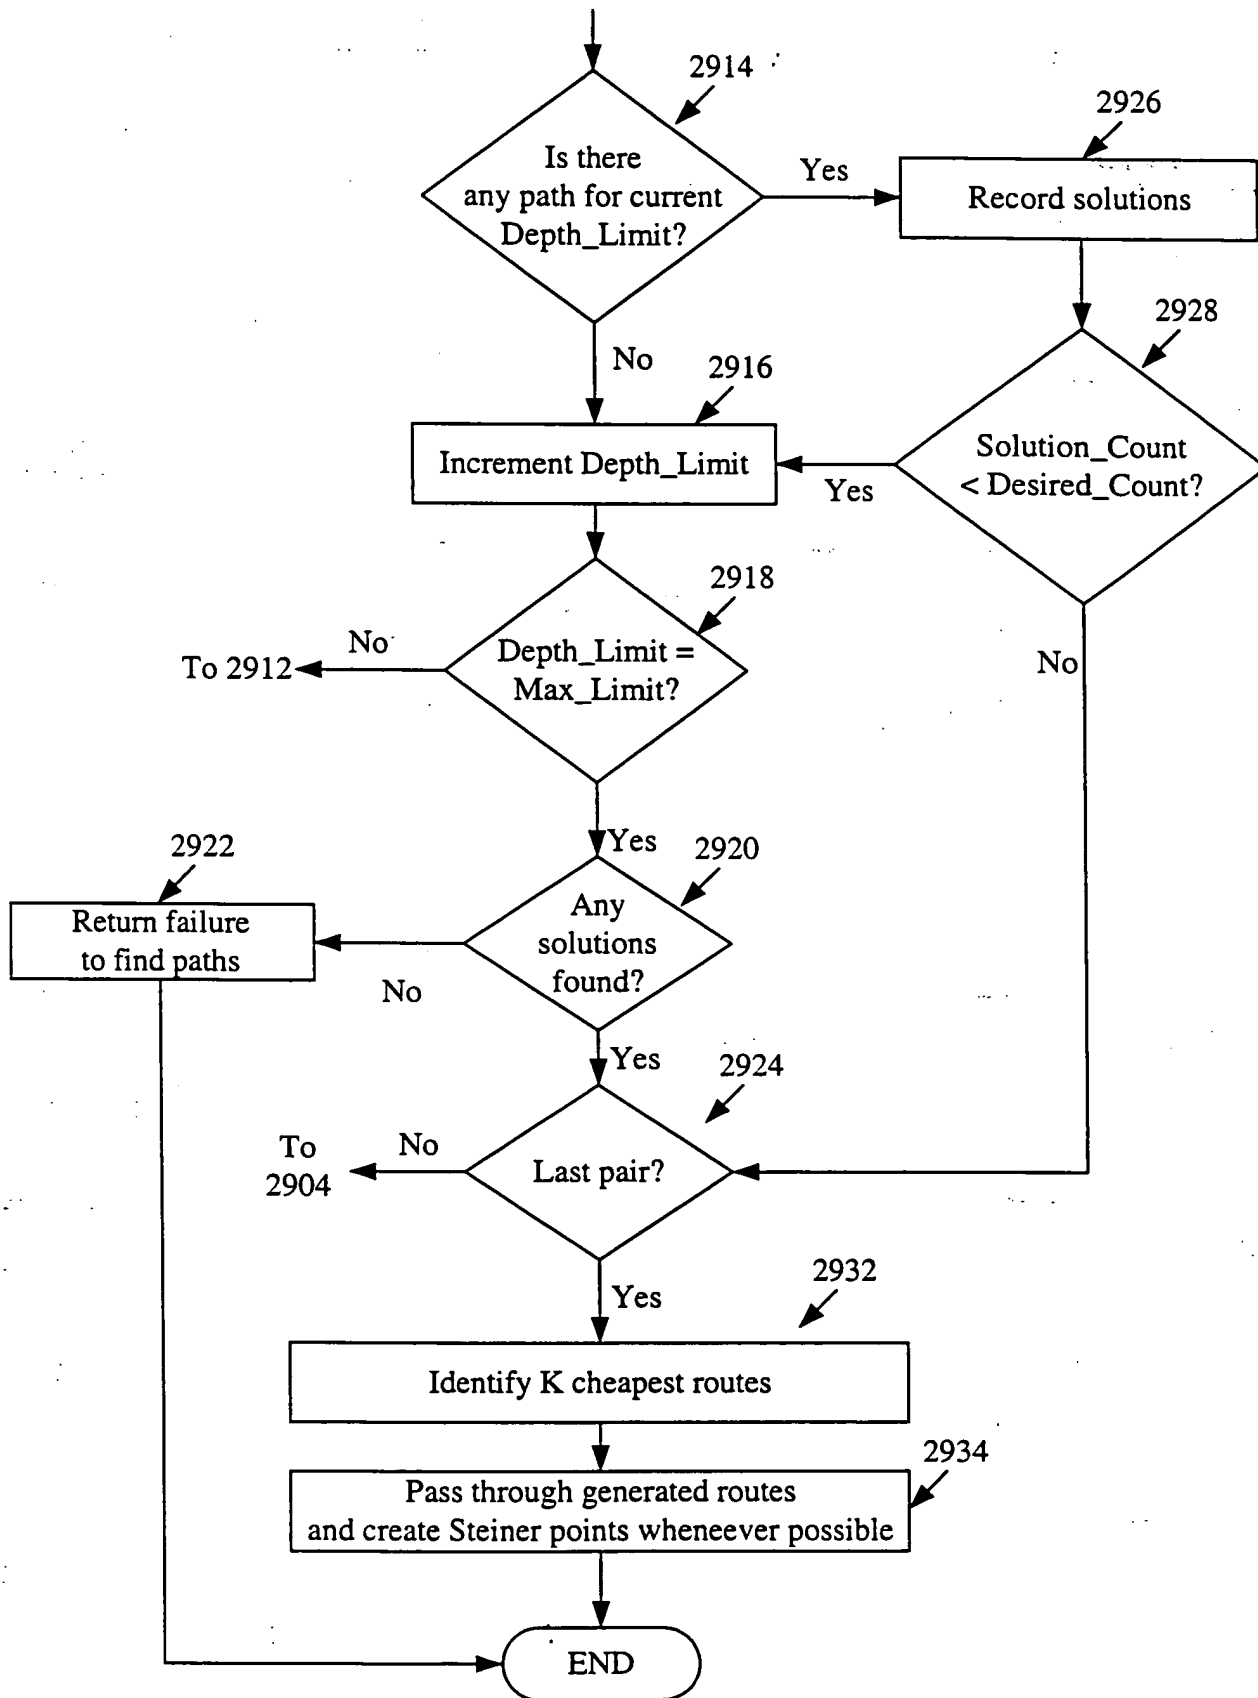 2914
Is there
any path for current
Depth_Limit?
Yes
2926
Record solutions
No
2916
Increment Depth_Limit
2928
Solution_Count
< Desired_Count?
Yes
No
2918
Depth_Limit =
Max_Limit?
No
To 2912
Yes
2920
Any
solutions
found?
No
2922
Return failure
to find paths
Yes
2924
Last pair?
No
To
2904
Yes
2932
Identify K cheapest routes
2934
Pass through generated routes
and create Steiner points wheneever possible
END